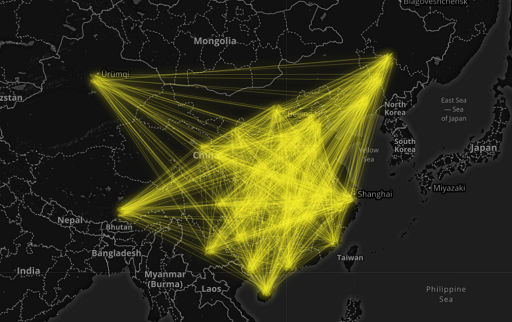 Blagoveshchensk
Mongolia
Urumqi
zstan
North
Korea
East Sea
— Sea
of Japan
South
Korea
Japan
Yellow
Sea
Miyazaki
Shanghai
Nepal
Bhutan
Bangladesh
India
Myanmar
(Burma)
Laos
Taiwan
Philippine
Sea